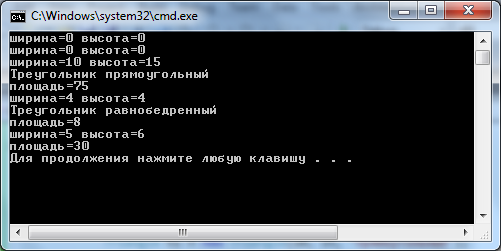 C:\Windows\system32\cmd.exe
ширина=0 высота=0
ширина=0 высота=0
ширина=10 высота=15
Треугольник прямоугольный
площадь=75
ширина=4 высота=4
Треугольник равнобедренный
площадь=8
ширина=5 высота=6
площадь=30
Для продолжения нажмите любую клавишу . . .